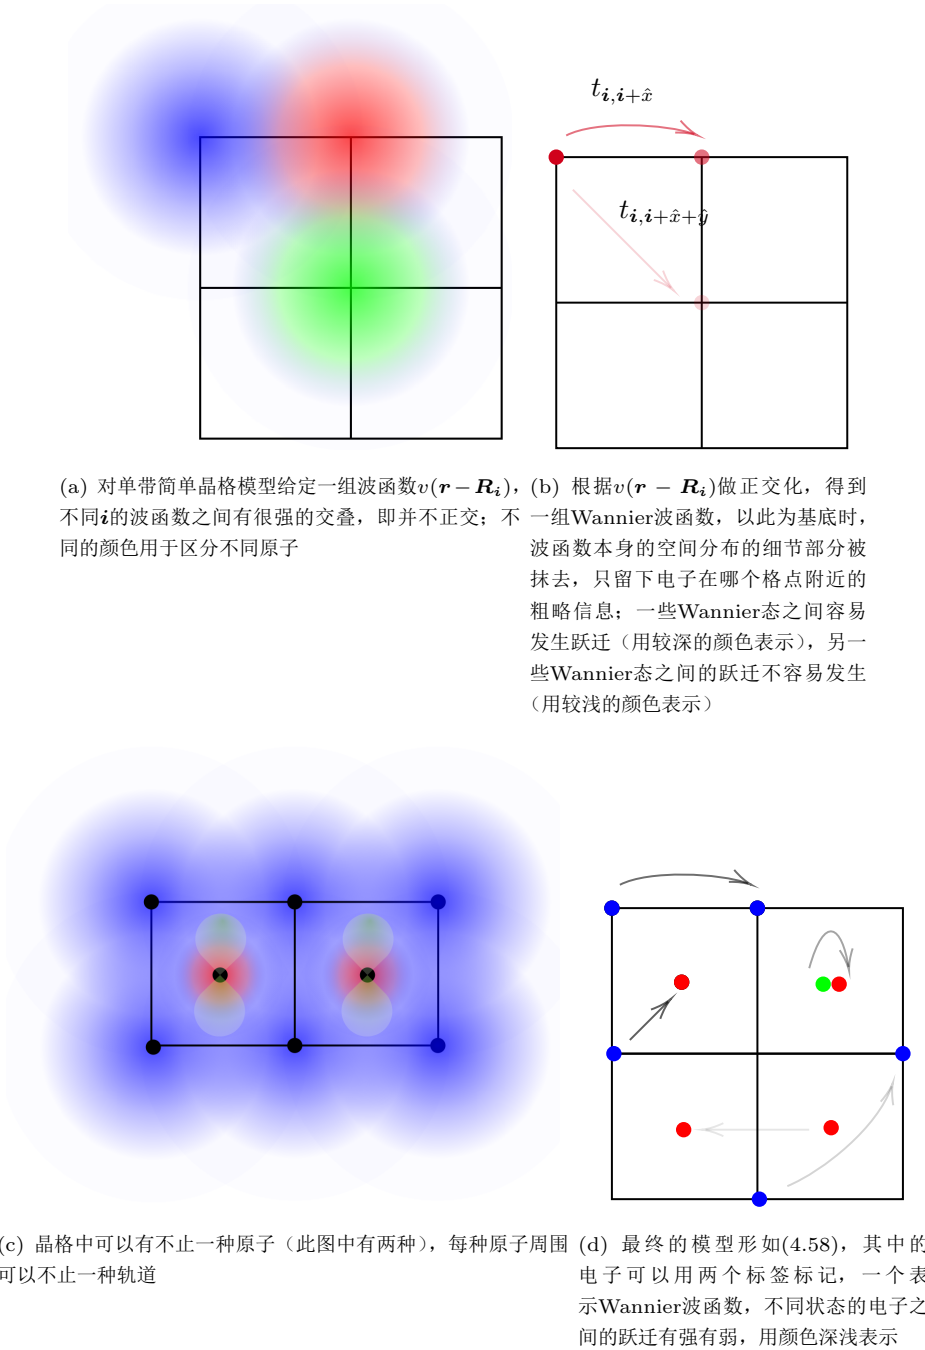 t_{i,i+x̂}
t_{i,i+x̂+ŷ}
(a) 对单带简单晶格模型给定一组波函数v(r − R_i),
不同i的波函数之间有很强的交叠，即并不正交；不
同的颜色用于区分不同原子
(b) 根据v(r − R_i)做正交化，得到
一组Wannier波函数，以此为基底时，
波函数本身的空间分布的细节部分被
抹去，只留下电子在哪个格点附近的
粗略信息；一些Wannier态之间容易
发生跃迁（用较深的颜色表示），另一
些Wannier态之间的跃迁不容易发生
（用较浅的颜色表示）
(c) 晶格中可以有不止一种原子（此图中有两种），每种原子周围
可以不止一种轨道
(d) 最终的模型形如(4.58)，其中的
电子可以用两个标签标记，一个表
示Wannier波函数，不同状态的电子之
间的跃迁有强有弱，用颜色深浅表示